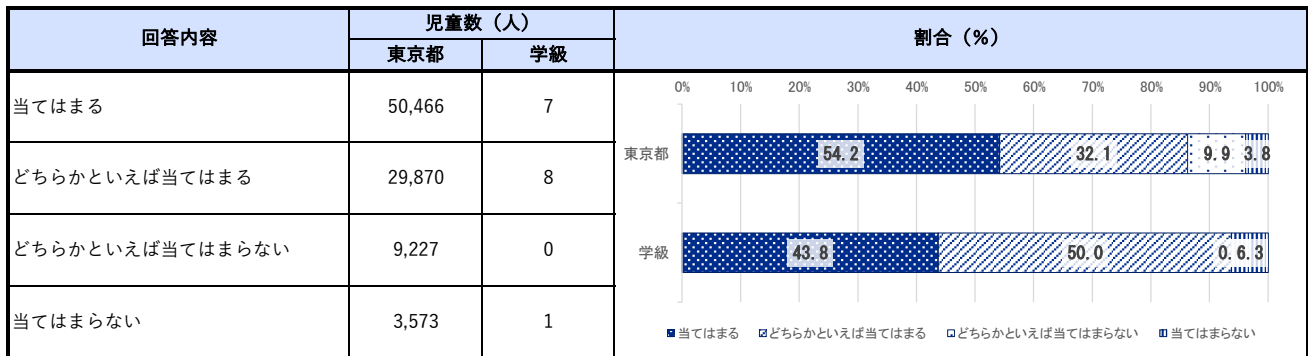 回答内容 児童数（人） 割合（%）
東京都 学級
当てはまる 50,466 7
どちらかといえば当てはまる 29,870 8
どちらかといえば当てはまらない 9,227 0
当てはまらない 3,573 1
0% 10% 20% 30% 40% 50% 60% 70% 80% 90% 100%
東京都 54.2 32.1 9.9 3.8
学級 43.8 50.0 0. 6.3
当てはまる どちらかといえば当てはまる どちらかといえば当てはまらない 当てはまらない